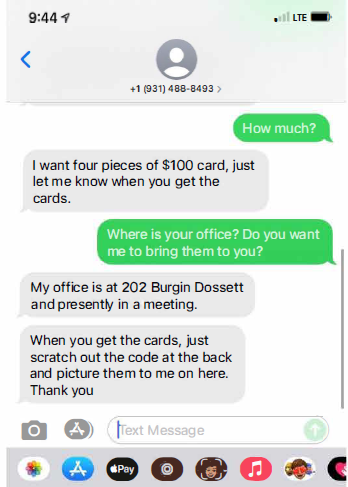 9:44
LTE
+1 (931) 488-8493 >
How much?
I want four pieces of $100 card, just
let me know when you get the
cards.
Where is your office? Do you want
me to bring them to you?
My office is at 202 Burgin Dossett
and presently in a meeting.
When you get the cards, just
scratch out the code at the back
and picture them to me on here.
Thank you
Text Message
Pay